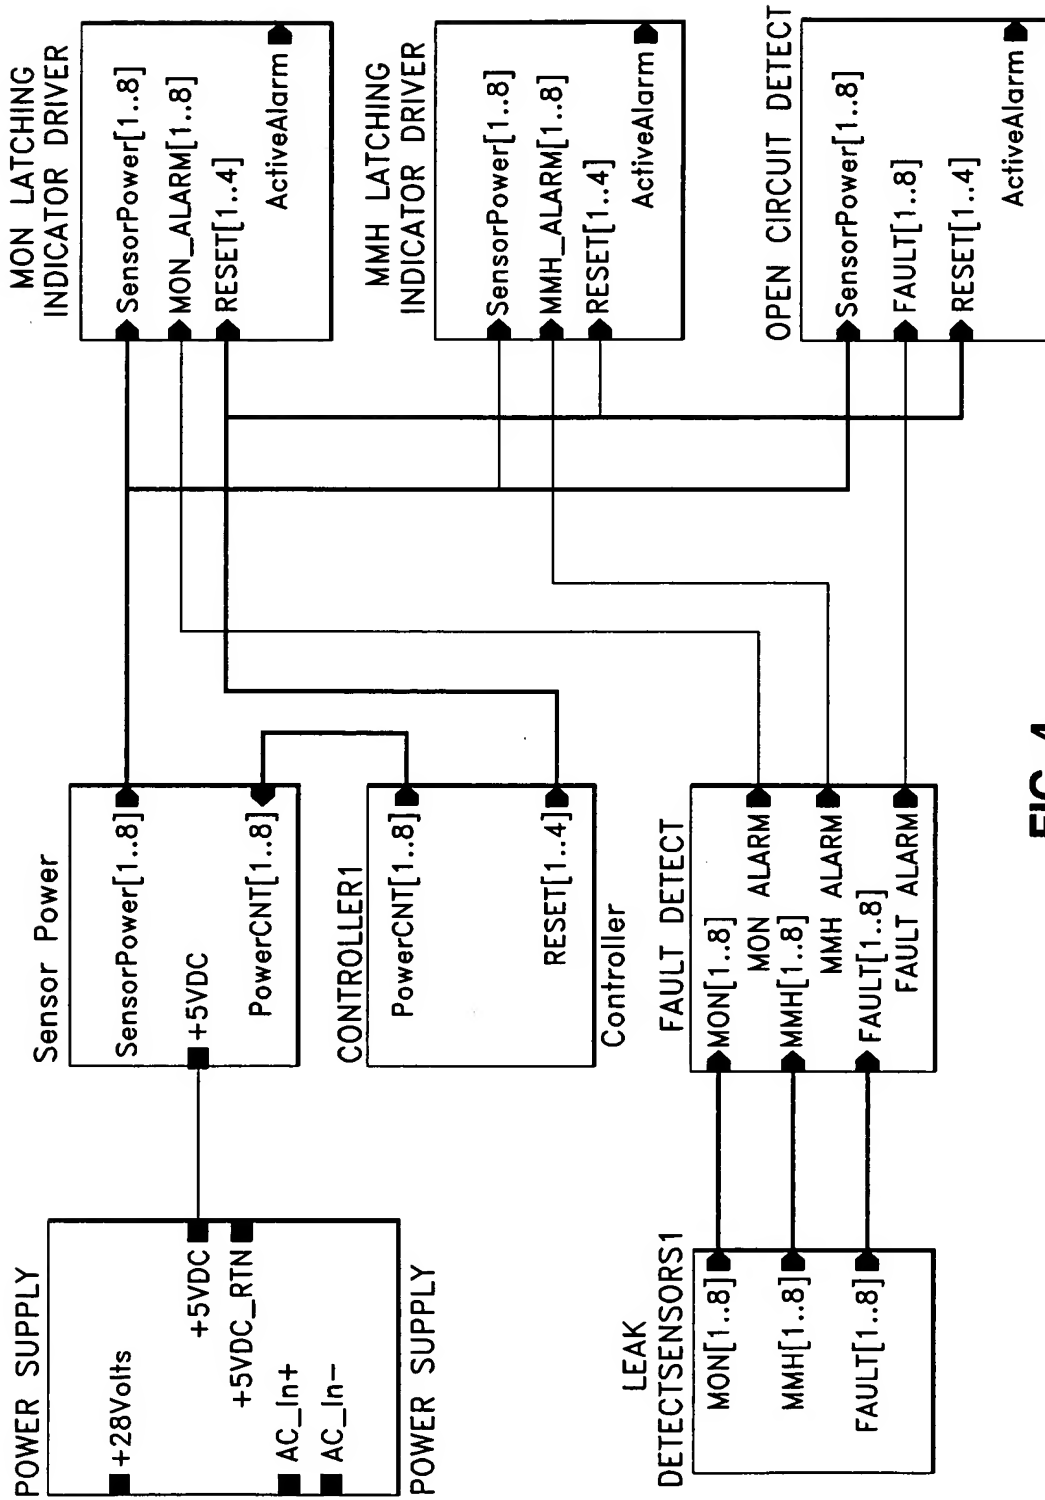 POWER SUPPLY
+28Volts
+5VDC
+5VDC_RTN
AC_In+
AC_In-
POWER SUPPLY
Sensor Power
SensorPower[1..8]
+5VDC
PowerCNT[1..8]
CONTROLLER1
PowerCNT[1..8]
RESET[1..4]
Controller
LEAK
DETECTSENSORS1
MON[1..8]
MMH[1..8]
FAULT[1..8]
FAULT DETECT
MON[1..8]
MON ALARM
MMH[1..8]
MMH ALARM
FAULT[1..8]
FAULT ALARM
MON LATCHING
INDICATOR DRIVER
SensorPower[1..8]
MON_ALARM[1..8]
RESET[1..4]
ActiveAlarm
MMH LATCHING
INDICATOR DRIVER
SensorPower[1..8]
MMH_ALARM[1..8]
RESET[1..4]
ActiveAlarm
OPEN CIRCUIT DETECT
SensorPower[1..8]
FAULT[1..8]
RESET[1..4]
ActiveAlarm
FIG. 4